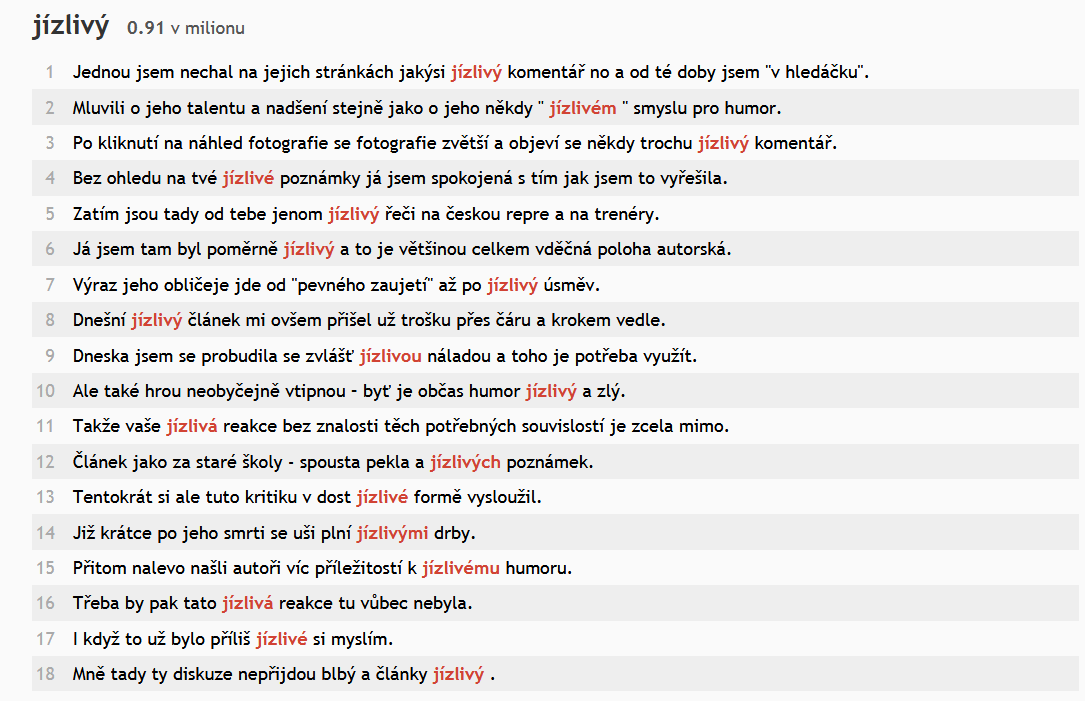 jízlivý 0.91 v milionu
1 Jednou jsem nechal na jejich stránkách jakýsi jízlivý komentář no a od té doby jsem "v hledáčku".
2 Mluvili o jeho talentu a nadšení stejně jako o jeho někdy " jízlivém " smyslu pro humor.
3 Po kliknutí na náhled fotografie se fotografie zvětší a objeví se někdy trochu jízlivý komentář.
4 Bez ohledu na tvé jízlivé poznámky já jsem spokojená s tím jak jsem to vyřešila.
5 Zatím jsou tady od tebe jenom jízlivý řeči na českou repre a na trenéry.
6 Já jsem tam byl poměrně jízlivý a to je většinou celkem vděčná poloha autorská.
7 Výraz jeho obličeje jde od "pevného zaujetí" až po jízlivý úsměv.
8 Dnešní jízlivý článek mi ovšem přišel už trošku přes čáru a krokem vedle.
9 Dneska jsem se probudila se zvlášť jízlivou náladou a toho je potřeba využít.
10 Ale také hrou neobyčejně vtipnou - byť je občas humor jízlivý a zlý.
11 Takže vaše jízlivá reakce bez znalosti těch potřebných souvislostí je zcela mimo.
12 Článek jako za staré školy - spousta pekla a jízlivých poznámek.
13 Tentokrát si ale tuto kritiku v dost jízlivé formě vysloužil.
14 Již krátce po jeho smrti se uši plní jízlivými drby.
15 Přitom nalevo našli autoři víc příležitostí k jízlivému humoru.
16 Třeba by pak tato jízlivá reakce tu vůbec nebyla.
17 I když to už bylo příliš jízlivé si myslím.
18 Mně tady ty diskuze nepřijdou blbý a články jízlivý .